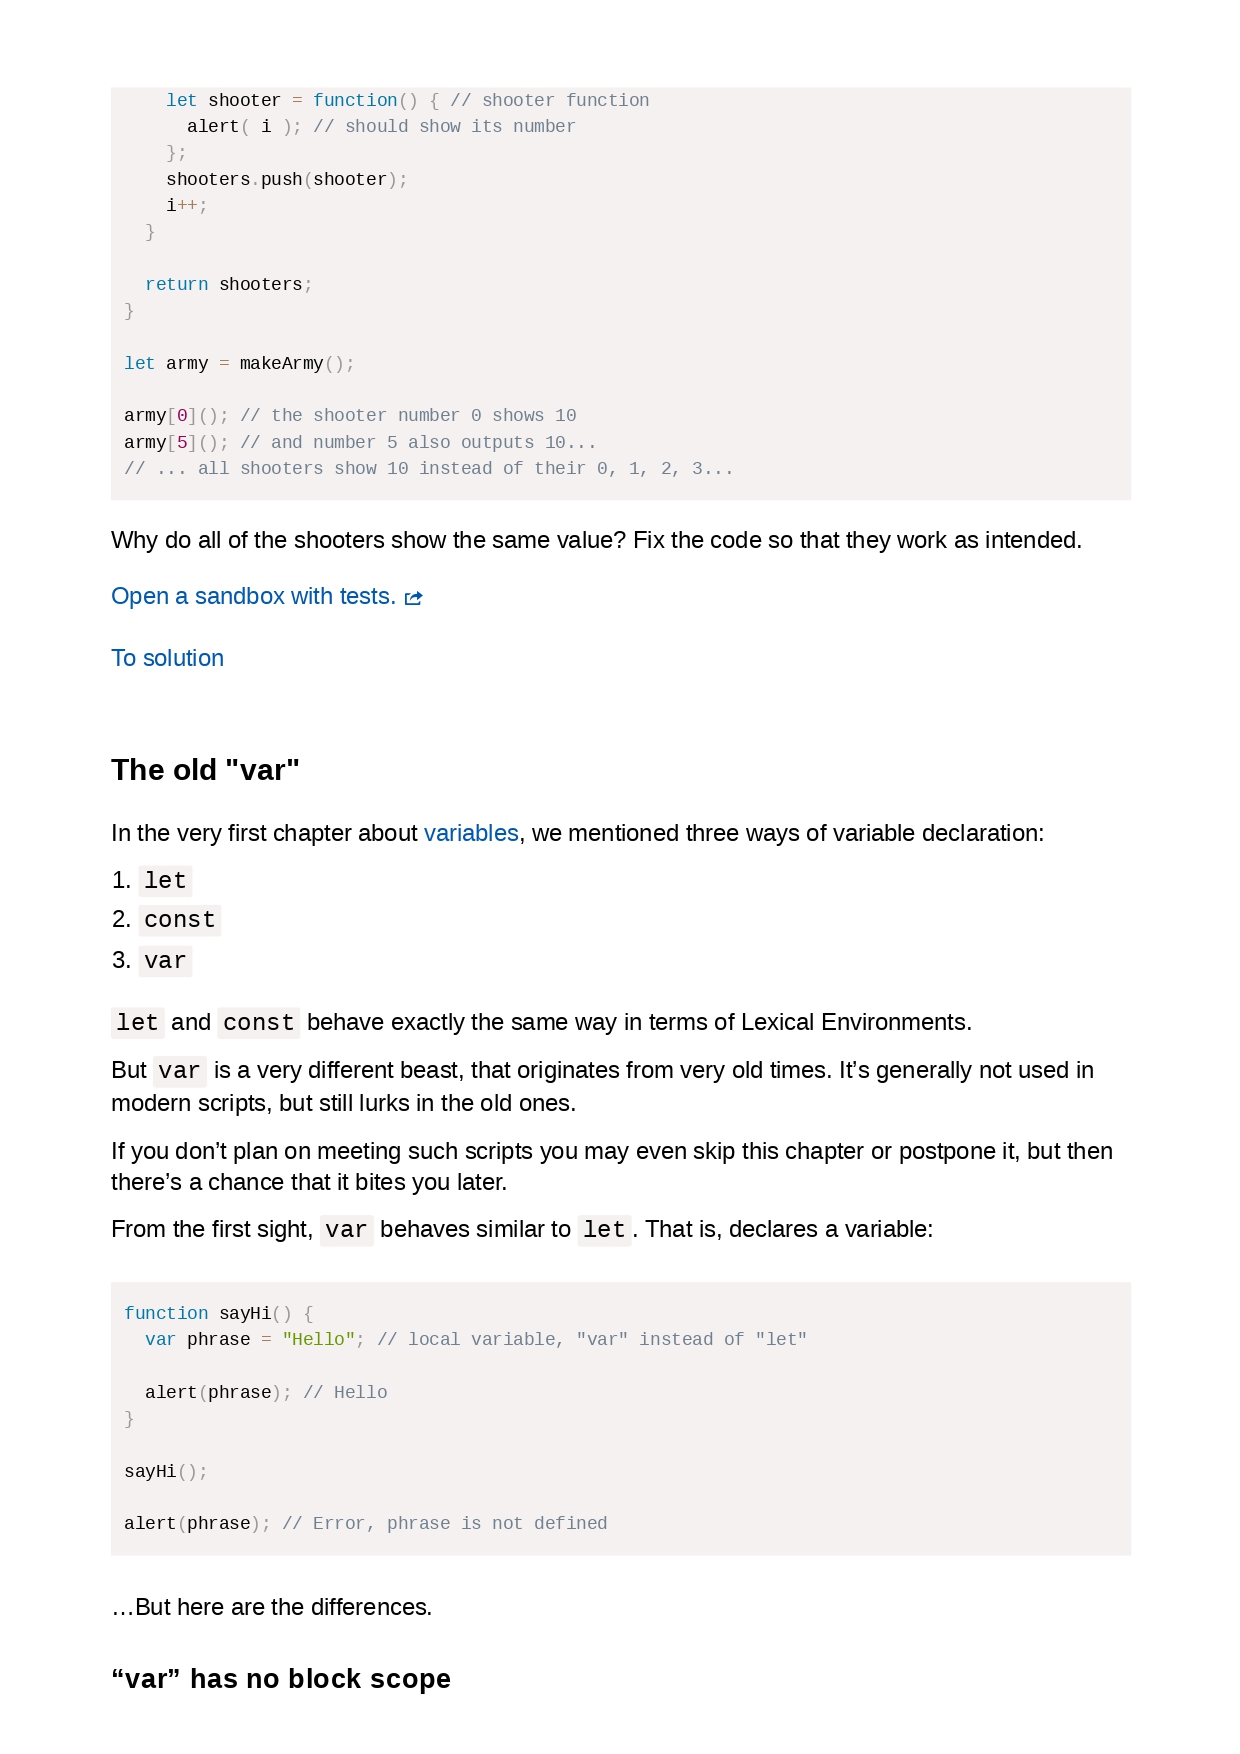 let shooter = function() { // shooter function
      alert( i ); // should show its number
    };
    shooters.push(shooter);
    i++;
  }

  return shooters;
}

let army = makeArmy();

army[0](); // the shooter number 0 shows 10
army[5](); // and number 5 also outputs 10...
// ... all shooters show 10 instead of their 0, 1, 2, 3...

Why do all of the shooters show the same value? Fix the code so that they work as intended.

Open a sandbox with tests.

To solution

The old "var"

In the very first chapter about variables, we mentioned three ways of variable declaration:

1. let
2. const
3. var

let and const behave exactly the same way in terms of Lexical Environments.

But var is a very different beast, that originates from very old times. It’s generally not used in
modern scripts, but still lurks in the old ones.

If you don’t plan on meeting such scripts you may even skip this chapter or postpone it, but then
there’s a chance that it bites you later.

From the first sight, var behaves similar to let. That is, declares a variable:

function sayHi() {
  var phrase = "Hello"; // local variable, "var" instead of "let"

  alert(phrase); // Hello
}

sayHi();

alert(phrase); // Error, phrase is not defined

…But here are the differences.

“var” has no block scope